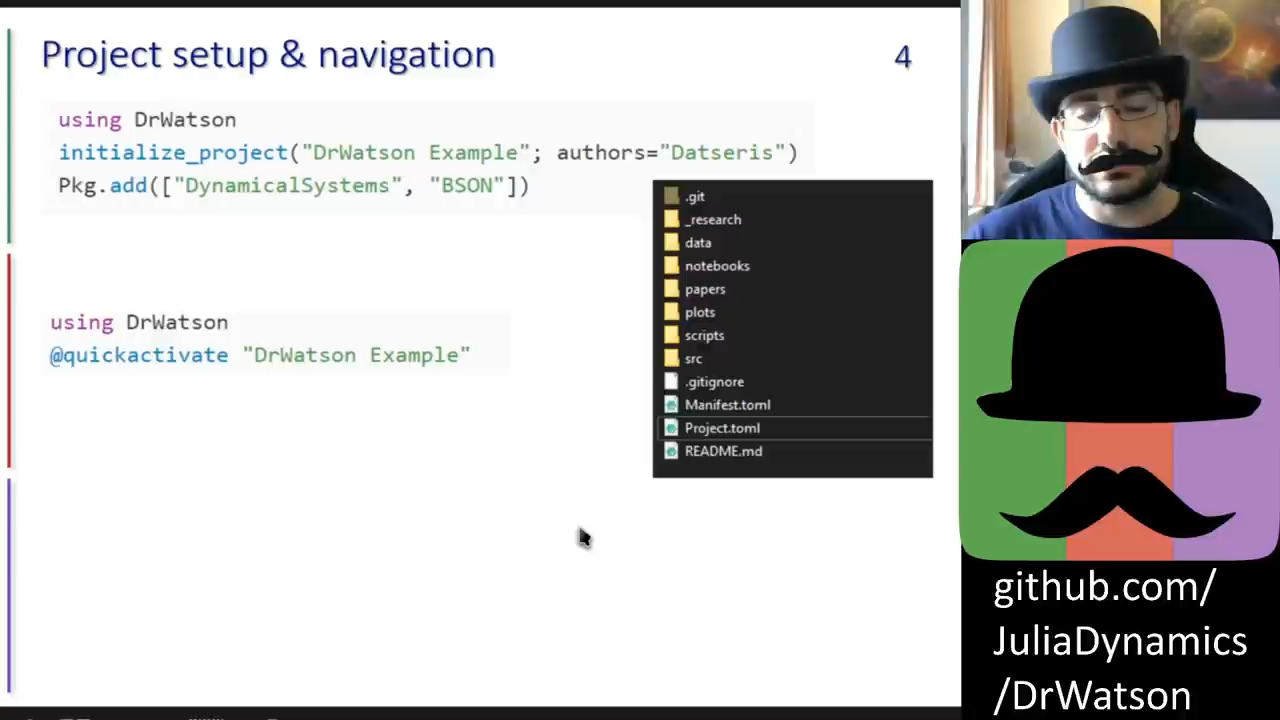 Project setup & navigation
4
using DrWatson
initialize_project("DrWatson Example"; authors="Datseris")
Pkg.add(["DynamicalSystems", "BSON"])
.git
_research
data
notebooks
papers
plots
scripts
src
.gitignore
Manifest.toml
Project.toml
README.md
using DrWatson
@quickactivate "DrWatson Example"
github.com/
JuliaDynamics
/DrWatson